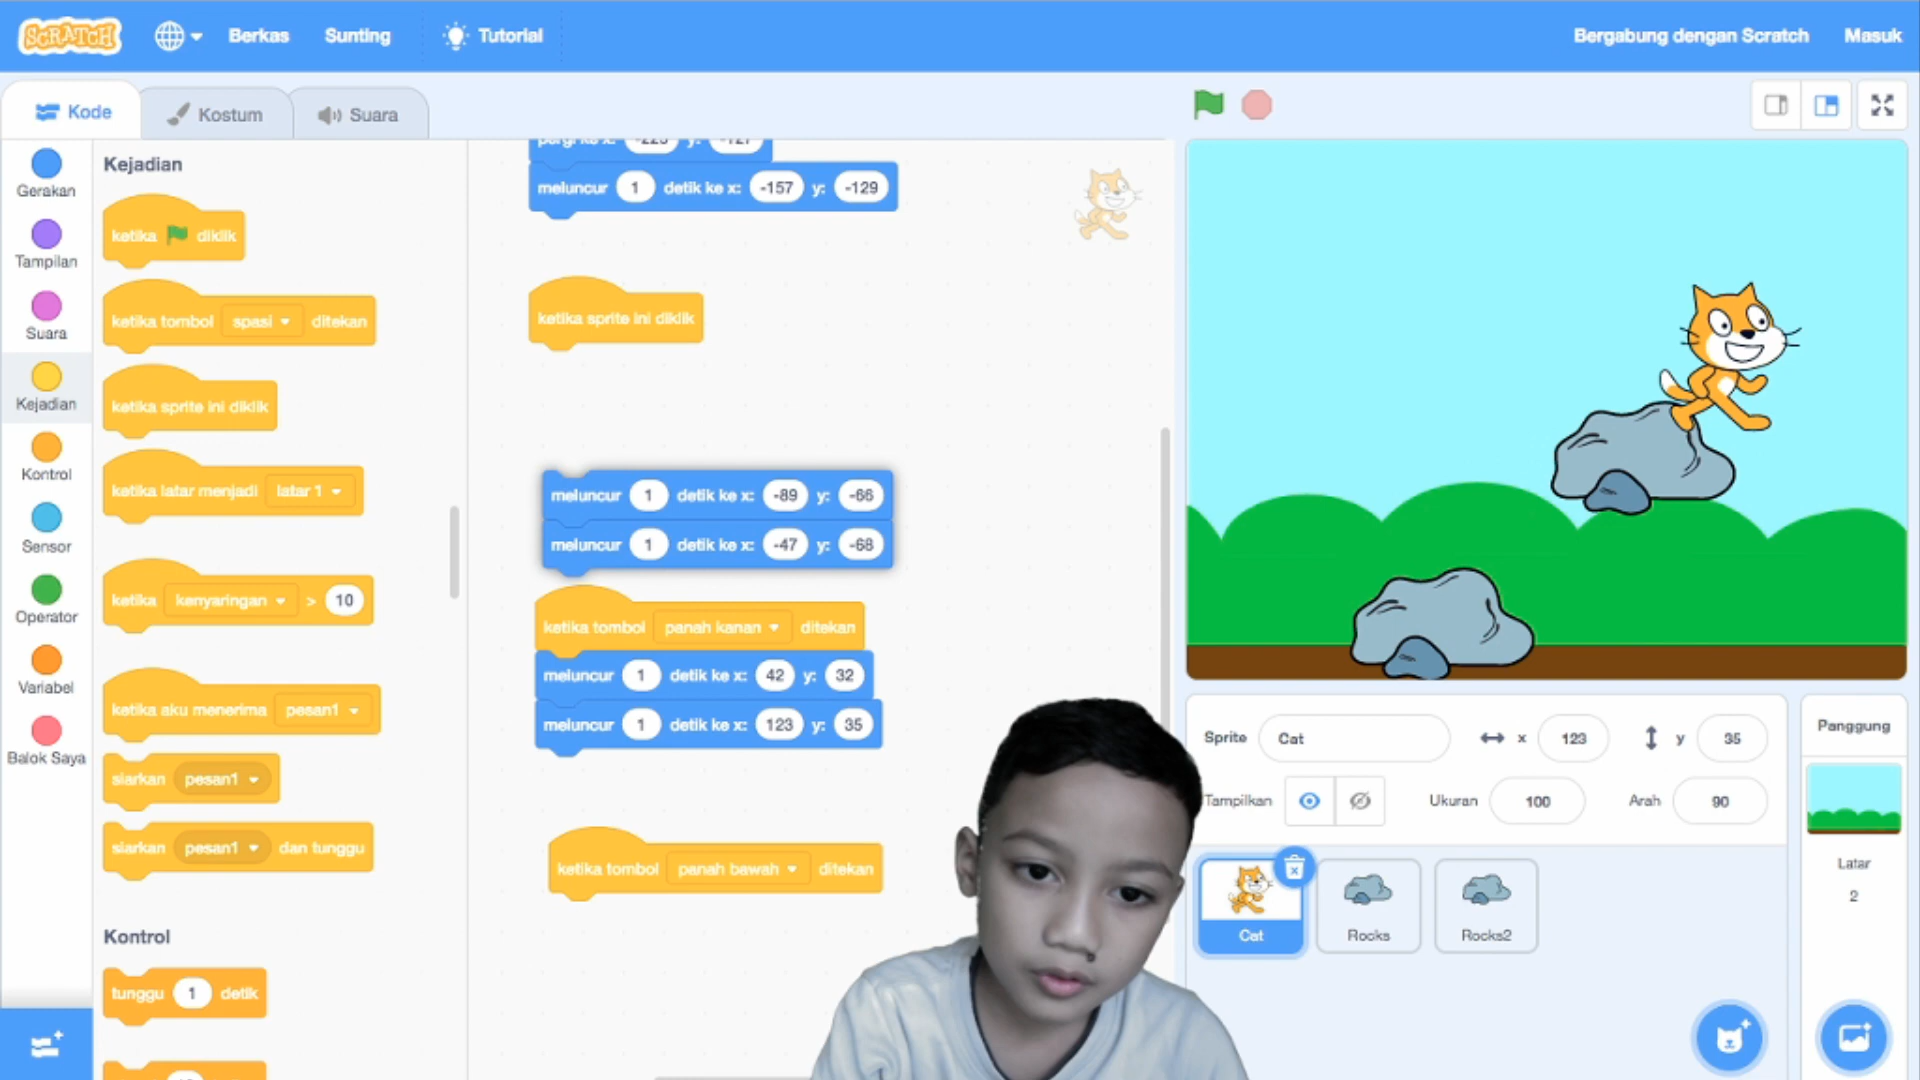 SCRATCH
Berkas
Sunting
Tutorial
Bergabung dengan Scratch
Masuk
Kode
Kostum
Suara
Gerakan
Tampilan
Suara
Kejadian
Kontrol
Sensor
Operator
Variabel
Balok Saya
Kejadian
ketika diklik
ketika tombol spasi ditekan
ketika sprite ini diklik
ketika latar menjadi latar 1
ketika kenyaringan > 10
ketika aku menerima pesan1
siarkan pesan1
siarkan pesan1 dan tunggu
Kontrol
tunggu 1 detik
pergi ke x: -223 y: -127
meluncur 1 detik ke x: -157 y: -129
ketika sprite ini diklik
meluncur 1 detik ke x: -89 y: -66
meluncur 1 detik ke x: -47 y: -68
ketika tombol panah kanan ditekan
meluncur 1 detik ke x: 42 y: 32
meluncur 1 detik ke x: 123 y: 35
ketika tombol panah bawah ditekan
Sprite Cat x 123 y 35
Tampilkan Ukuran 100 Arah 90
Cat
Rocks
Rocks2
Panggung
Latar
2